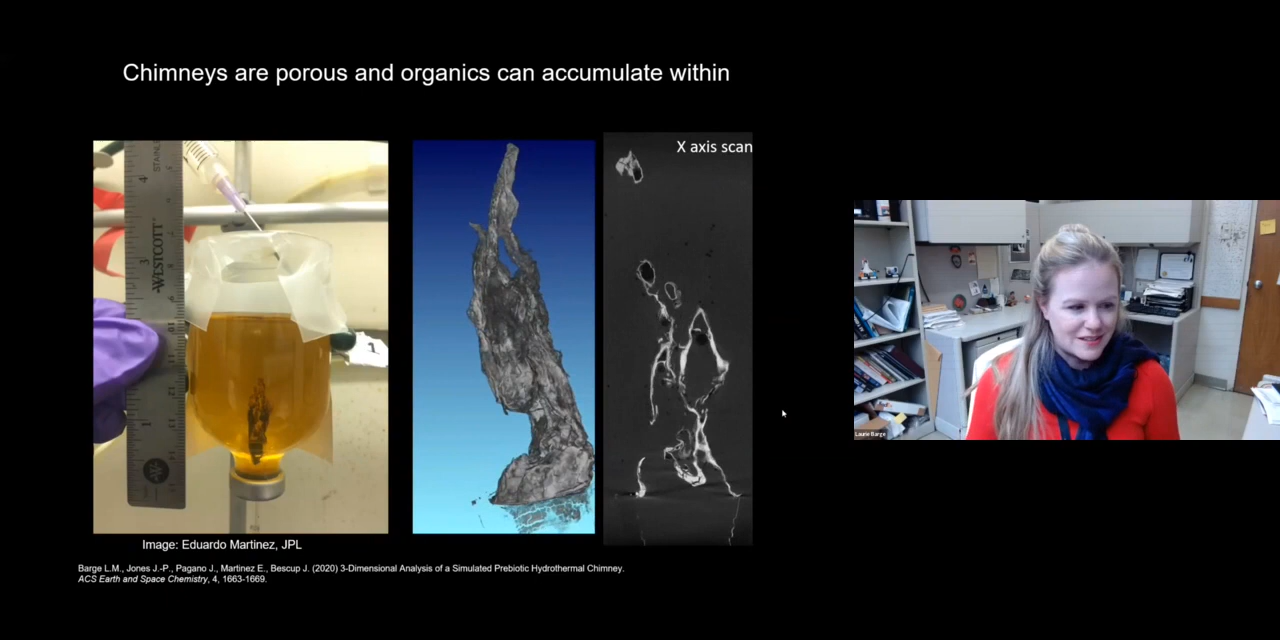 Chimneys are porous and organics can accumulate within
X axis scan
WESTCOTT
Image: Eduardo Martinez, JPL
Barge L.M., Jones J.-P., Pagano J., Martinez E., Bescup J. (2020) 3-Dimensional Analysis of a Simulated Prebiotic Hydrothermal Chimney.
ACS Earth and Space Chemistry, 4, 1663-1669.
Laurie Barge